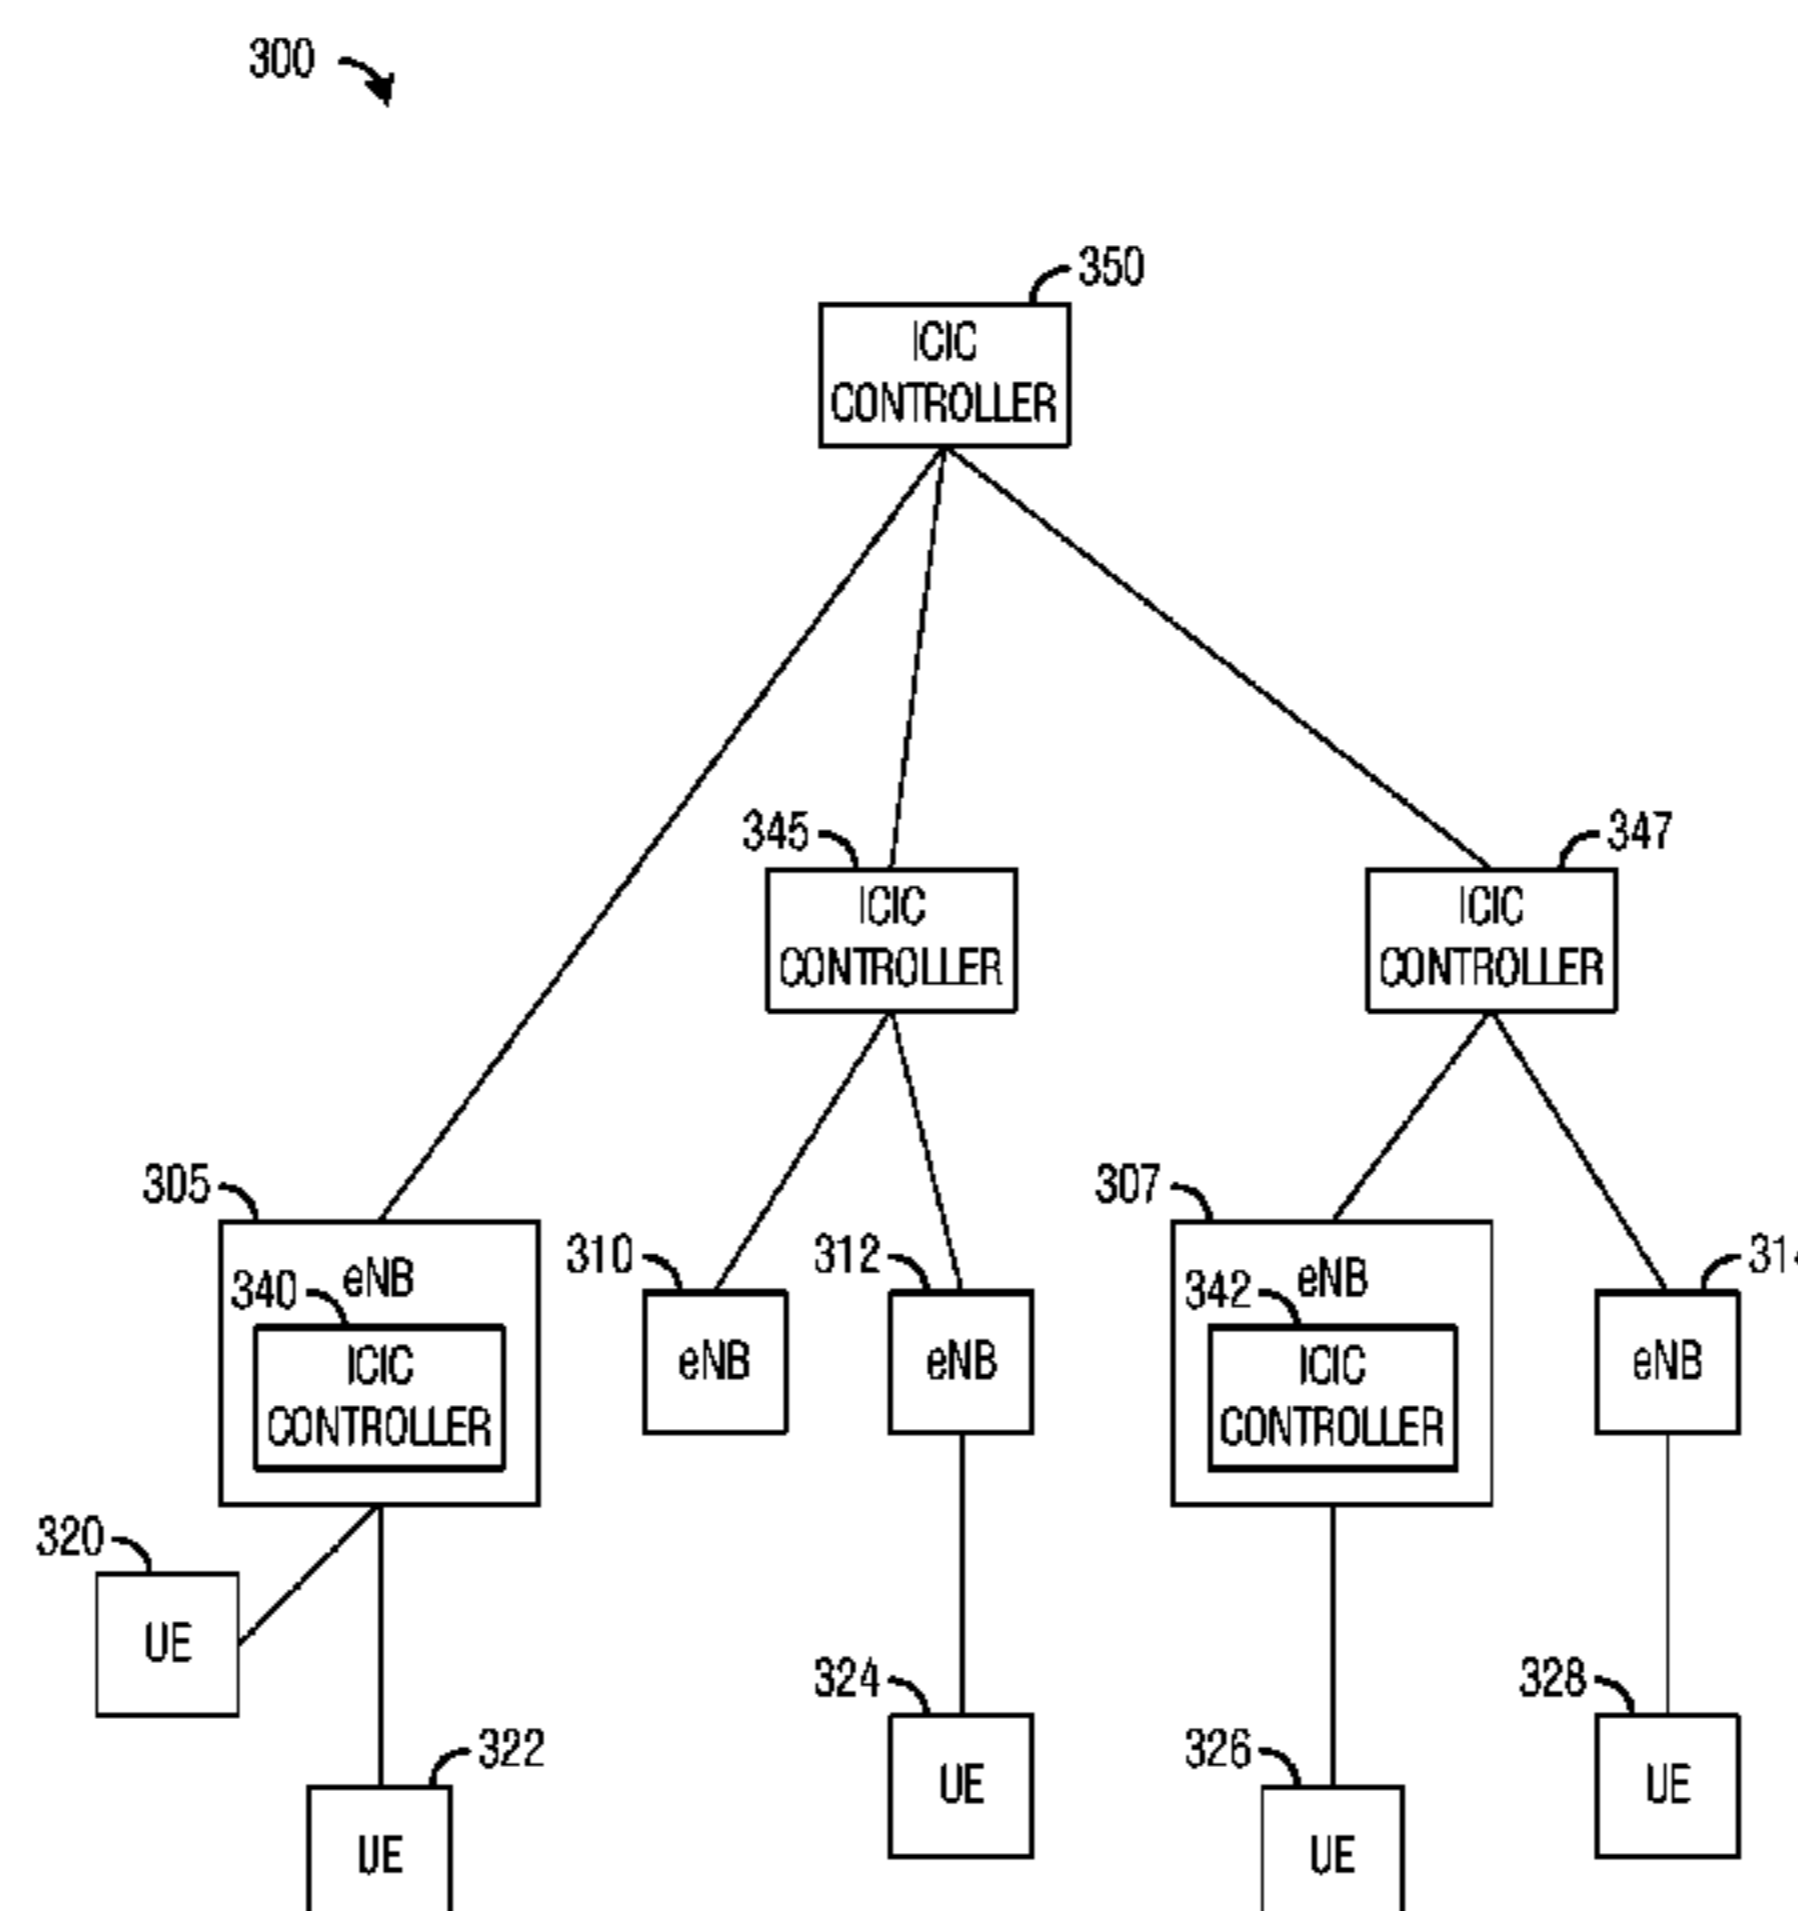 300
350
ICIC
CONTROLLER
345
347
ICIC
CONTROLLER
ICIC
CONTROLLER
305
307
310
312
eNB
340
eNB
342
eNB
eNB
eNB
ICIC
CONTROLLER
ICIC
CONTROLLER
320
UE
324
328
322
326
UE
UE
UE
UE